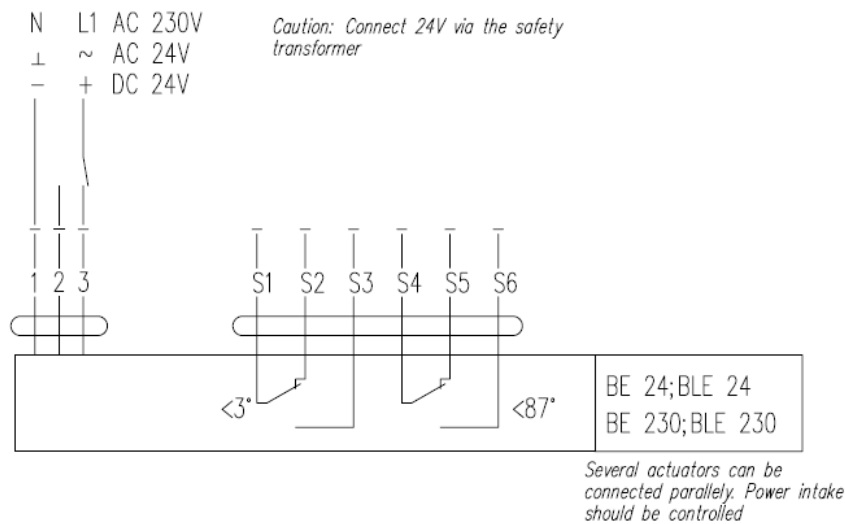 N L1 AC 230V
⊥ ~ AC 24V
− + DC 24V
Caution: Connect 24V via the safety
transformer
1 2 3 S1 S2 S3 S4 S5 S6
<3° <87°
BE 24;BLE 24
BE 230;BLE 230
Several actuators can be
connected parallely. Power intake
should be controlled